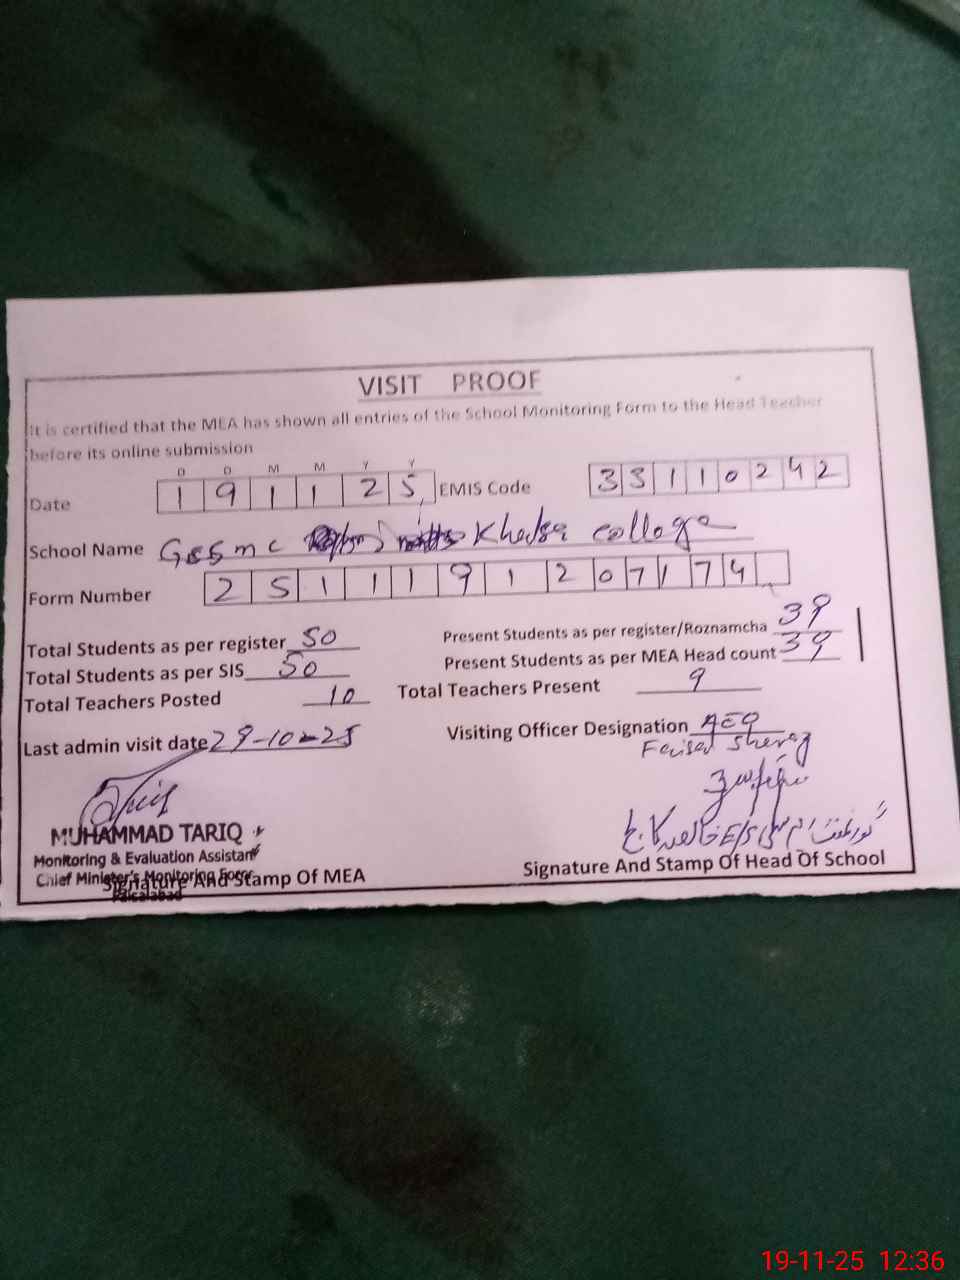 VISIT PROOF
It is certified that the MEA has shown all entries of the School Monitoring Form to the Head Teacher
before its online submission
D D M M Y Y
Date 1 9 1 1 2 5 EMIS Code 3 3 1 1 0 2 4 2
School Name college
Form Number 2 5 1 1 1 9 1 2 0 7 1 7 4
Total Students as per register 50 Present Students as per register/Roznamcha 39
Total Students as per SIS 50 Present Students as per MEA Head count 39
Total Teachers Posted 10 Total Teachers Present 9
Last admin visit date 29-10-25 Visiting Officer Designation AEO
Faisal Sheraz
MUHAMMAD TARIQ
Monitoring & Evaluation Assistant
Chief Minister's Monitoring Force
Faisalabad
Signature And Stamp Of MEA Signature And Stamp Of Head Of School
19-11-25 12:36